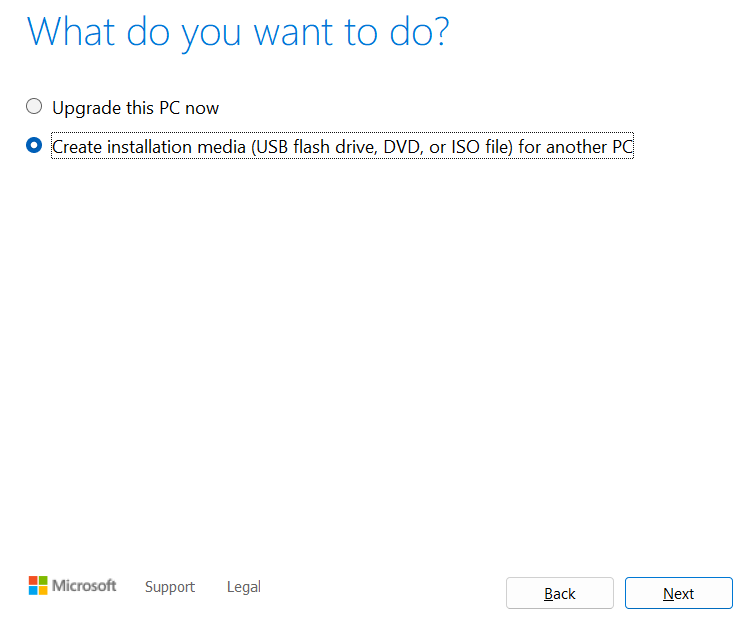 What do you want to do?
Upgrade this PC now
Create installation media (USB flash drive, DVD, or ISO file) for another PC
Microsoft Support Legal
Back Next